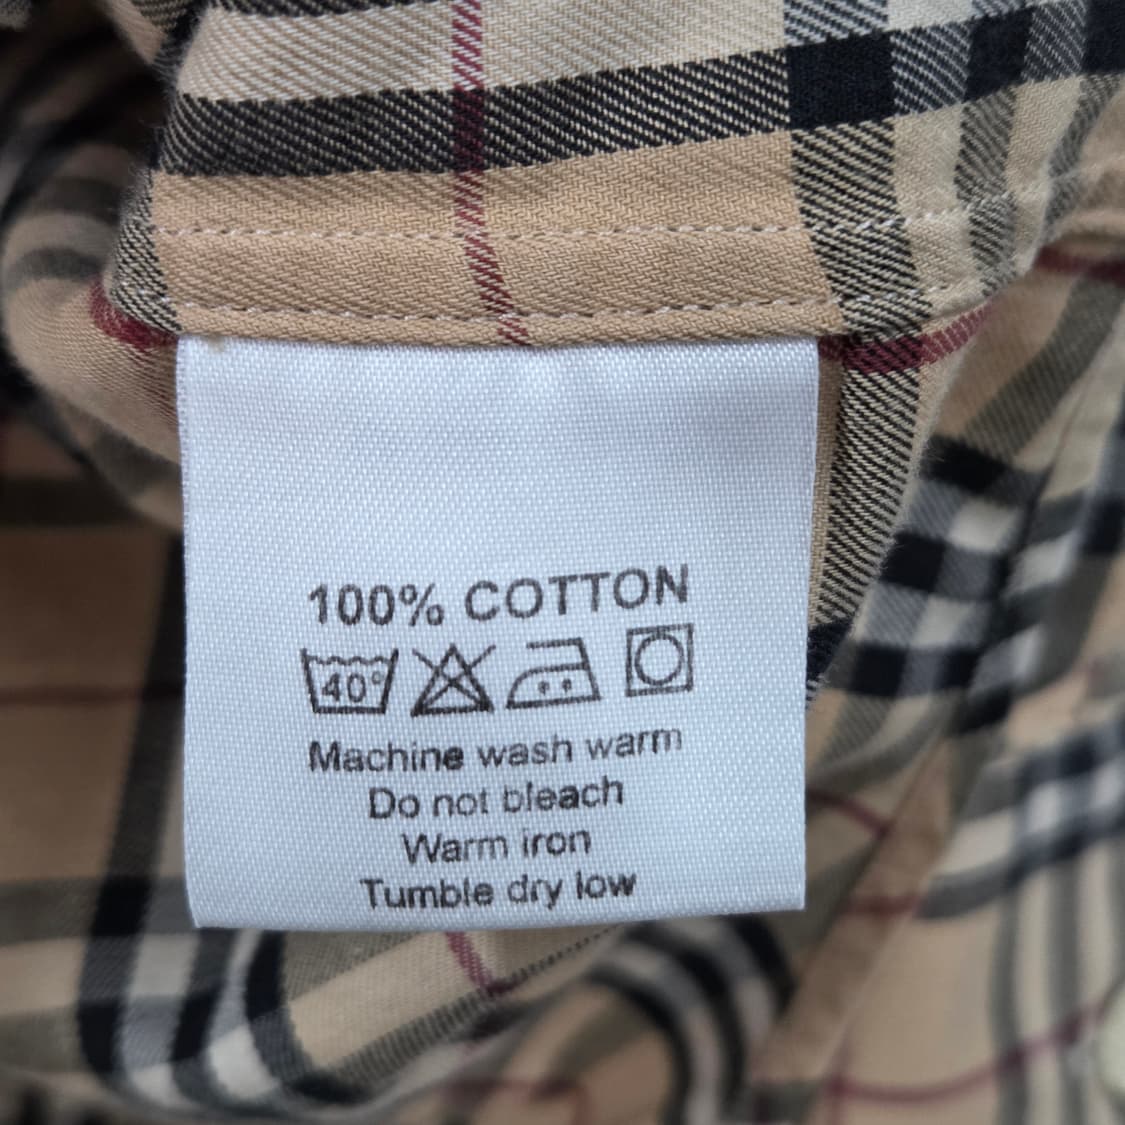 100% COTTON
40°
Machine wash warm
Do not bleach
Warm iron
Tumble dry low